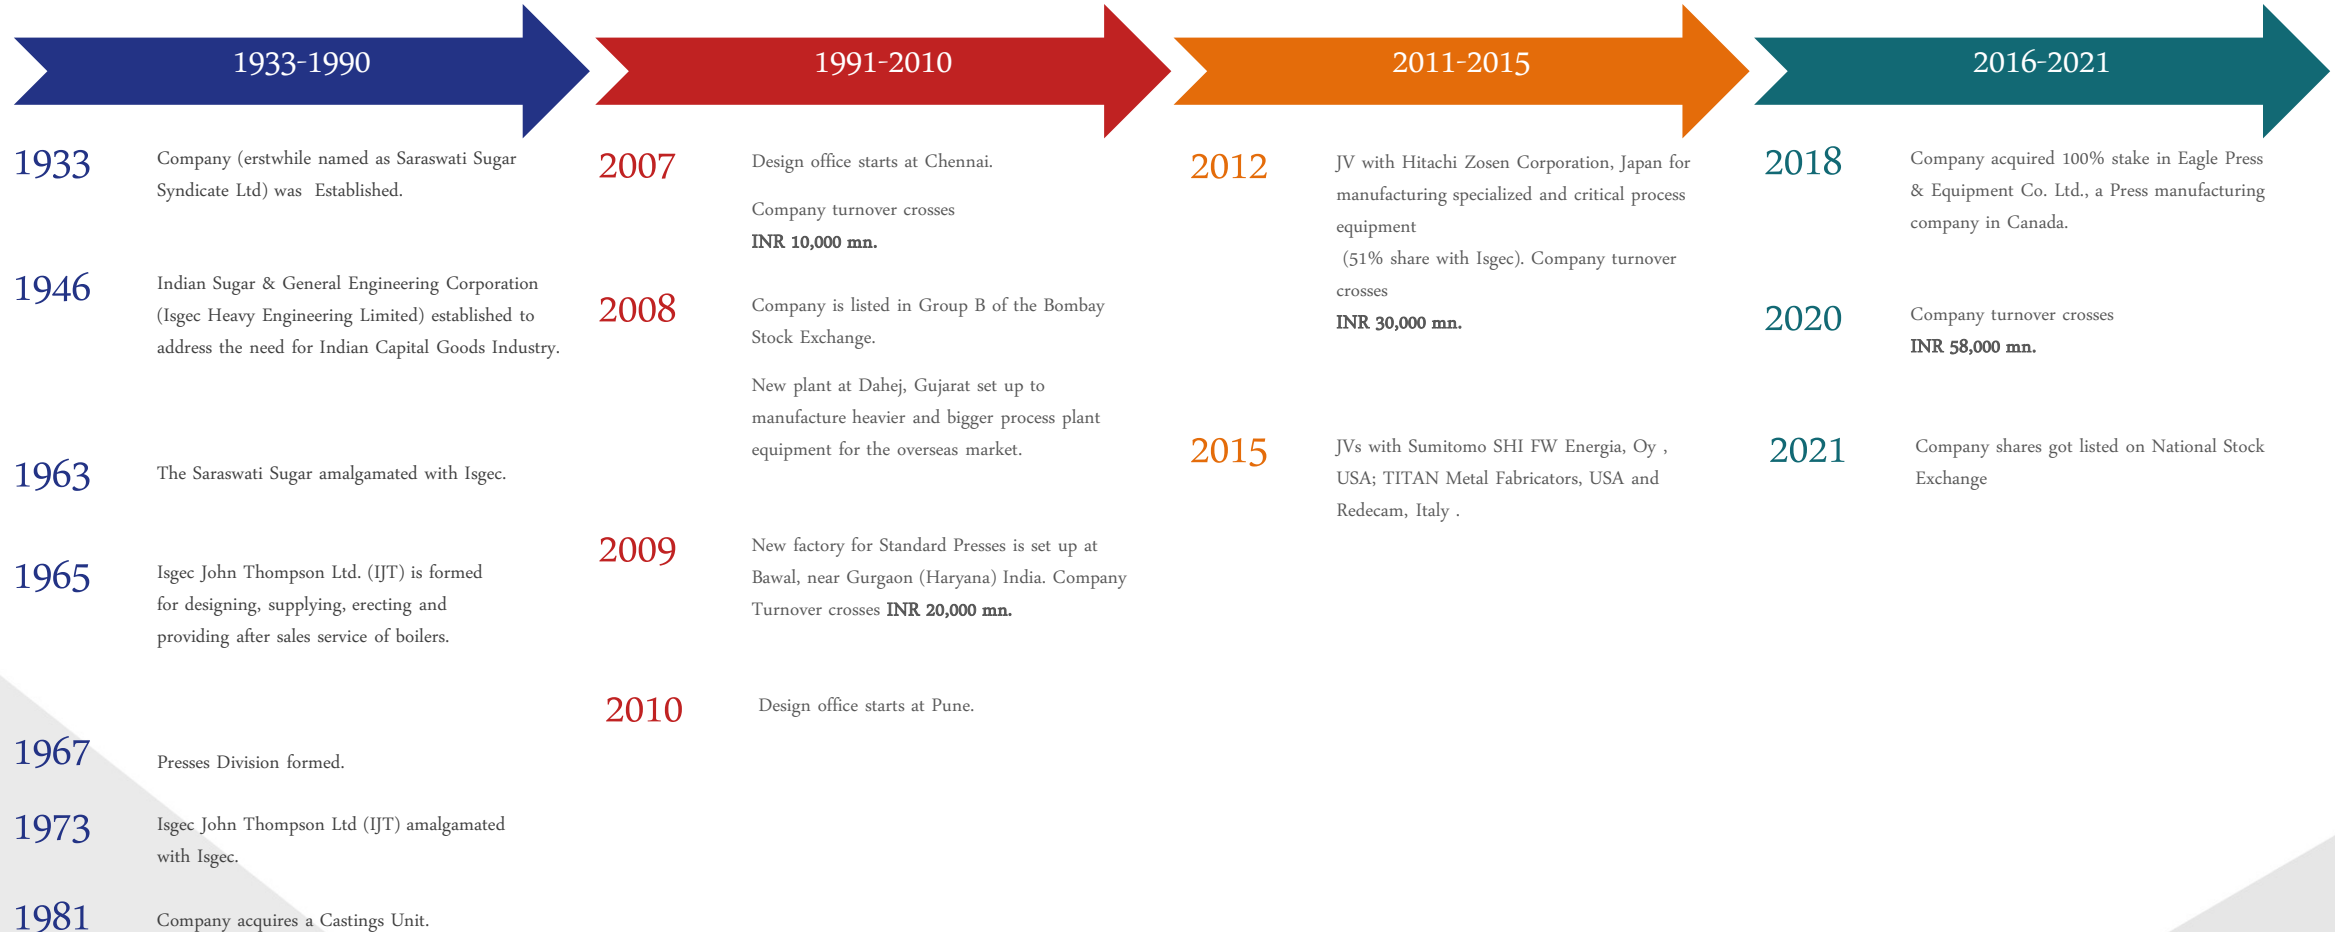 1933-1990
1933
Company (erstwhile named as Saraswati Sugar
Syndicate Ltd) was Established.
1946
Indian Sugar & General Engineering Corporation
(Isgec Heavy Engineering Limited) established to
address the need for Indian Capital Goods Industry.
1963
The Saraswati Sugar amalgamated with Isgec.
1965
Isgec John Thompson Ltd. (IJT) is formed
for designing, supplying, erecting and
providing after sales service of boilers.
1967
Presses Division formed.
1973
Isgec John Thompson Ltd (IJT) amalgamated
with Isgec.
1981
Company acquires a Castings Unit.
1991-2010
2007
Design office starts at Chennai.
Company turnover crosses
INR 10,000 mn.
2008
Company is listed in Group B of the Bombay
Stock Exchange.
New plant at Dahej, Gujarat set up to
manufacture heavier and bigger process plant
equipment for the overseas market.
2009
New factory for Standard Presses is set up at
Bawal, near Gurgaon (Haryana) India. Company
Turnover crosses INR 20,000 mn.
2010
Design office starts at Pune.
2011-2015
2012
JV with Hitachi Zosen Corporation, Japan for
manufacturing specialized and critical process
equipment
(51% share with Isgec). Company turnover
crosses
INR 30,000 mn.
2015
JVs with Sumitomo SHI FW Energia, Oy ,
USA; TITAN Metal Fabricators, USA and
Redecam, Italy .
2016-2021
2018
Company acquired 100% stake in Eagle Press
& Equipment Co. Ltd., a Press manufacturing
company in Canada.
2020
Company turnover crosses
INR 58,000 mn.
2021
Company shares got listed on National Stock
Exchange